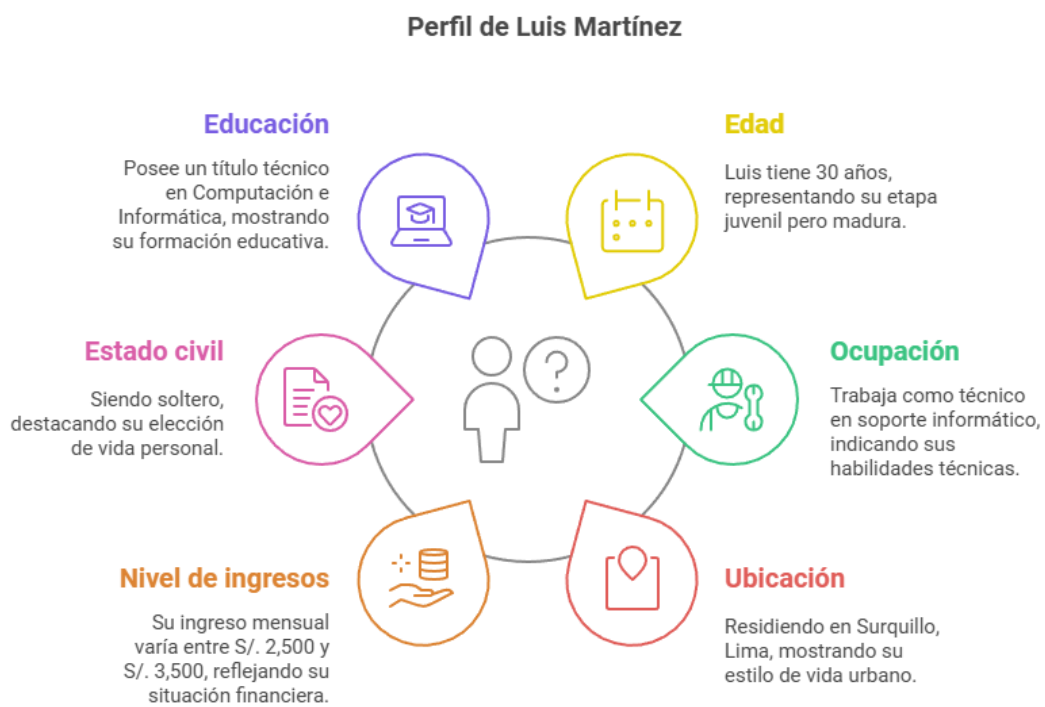 Perfil de Luis Martínez
Educación
Posee un título técnico
en Computación e
Informática, mostrando
su formación educativa.
Edad
Luis tiene 30 años,
representando su etapa
juvenil pero madura.
Estado civil
Siendo soltero,
destacando su elección
de vida personal.
?
Ocupación
Trabaja como técnico
en soporte informático,
indicando sus
habilidades técnicas.
Nivel de ingresos
Su ingreso mensual
varía entre S/. 2,500 y
S/. 3,500, reflejando su
situación financiera.
Ubicación
Residiendo en Surquillo,
Lima, mostrando su
estilo de vida urbano.